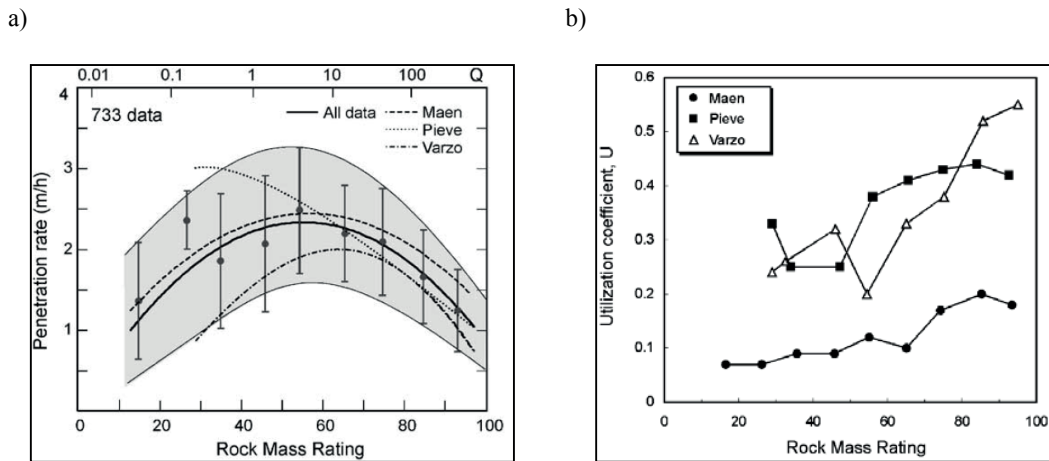 a)
b)
0.01 0.1 1 10 100 Q
4
3
2
1
733 data
All data
Maen
Pieve
Varzo
Penetration rate (m/h)
0 20 40 60 80 100
Rock Mass Rating
0.6
0.5
0.4
0.3
0.2
0.1
0
Maen
Pieve
Varzo
Utilization coefficient, U
0 20 40 60 80 100
Rock Mass Rating